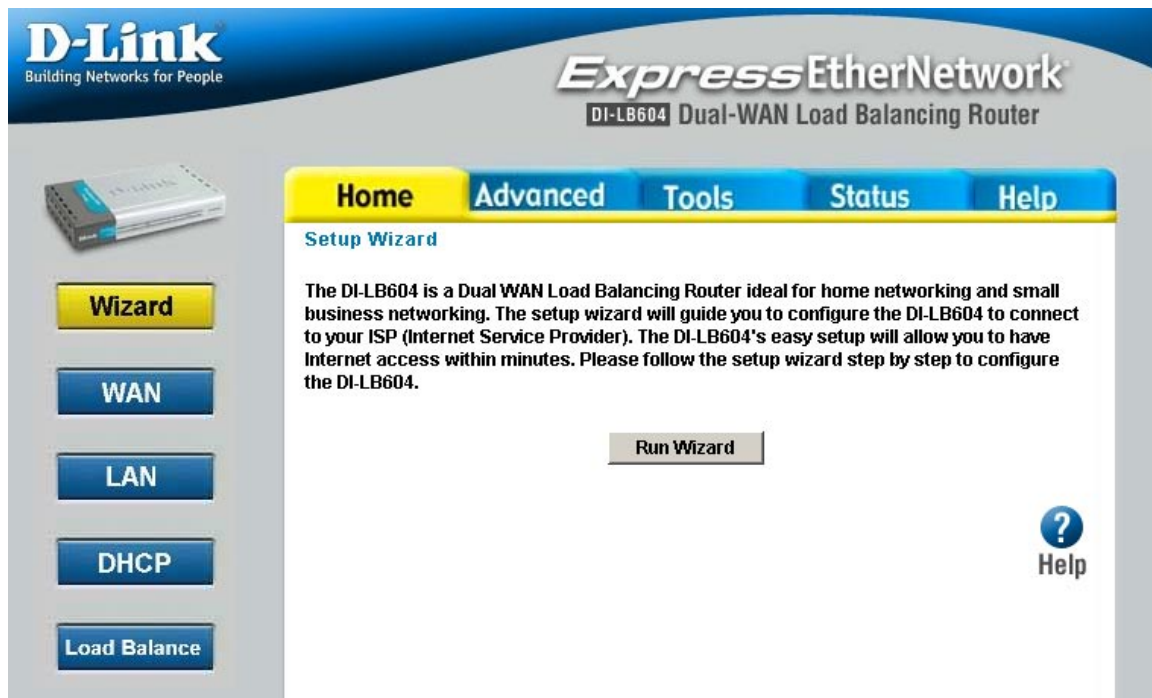 D-Link
Building Networks for People
Express EtherNetwork
DI-LB604 Dual-WAN Load Balancing Router
Home
Advanced
Tools
Status
Help
Setup Wizard
Wizard
WAN
LAN
DHCP
Load Balance
The DI-LB604 is a Dual WAN Load Balancing Router ideal for home networking and small
business networking. The setup wizard will guide you to configure the DI-LB604 to connect
to your ISP (Internet Service Provider). The DI-LB604's easy setup will allow you to have
Internet access within minutes. Please follow the setup wizard step by step to configure
the DI-LB604.
Run Wizard
?
Help